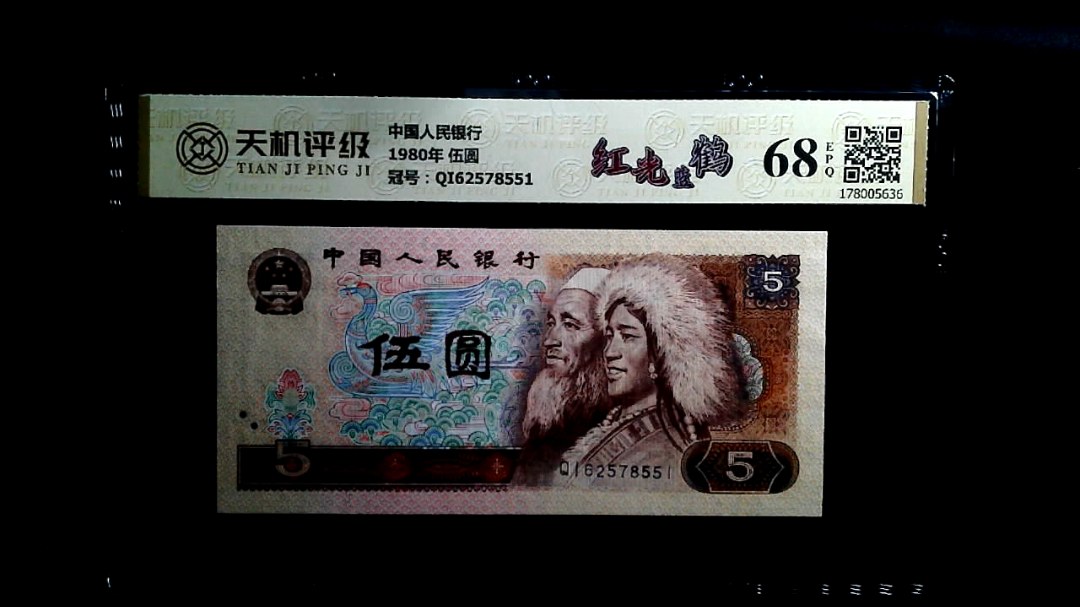 天机评级
TIAN JI PING JI
中国人民银行
1980年 伍圆
冠号：QI62578551
红光蓝鹤
68
EPQ
178005636
中国人民银行
5
伍圆
5
QI62578551
5